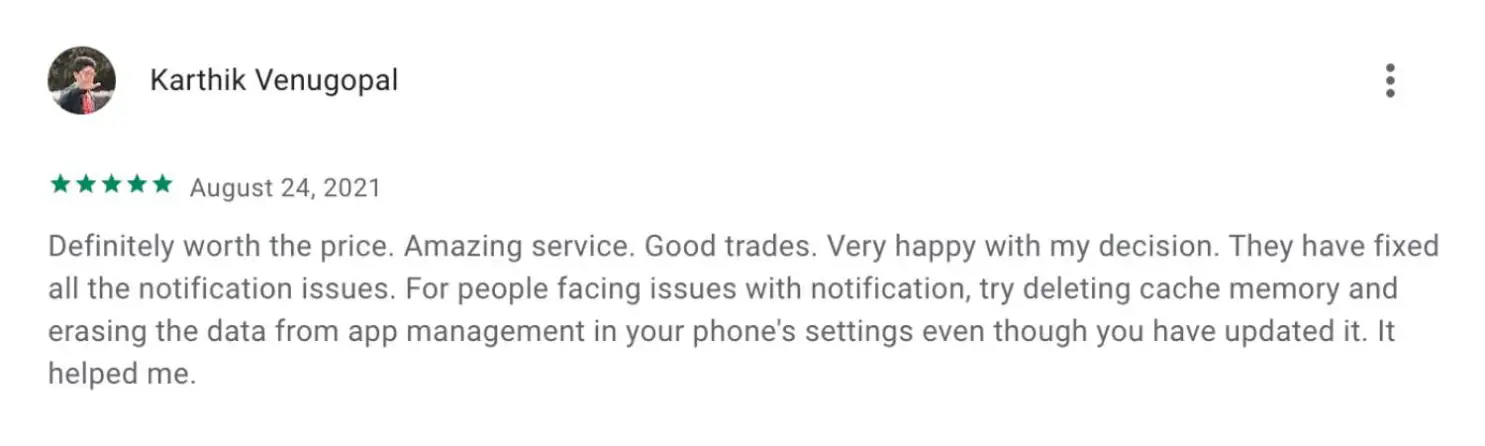 Karthik Venugopal
August 24, 2021
Definitely worth the price. Amazing service. Good trades. Very happy with my decision. They have fixed
all the notification issues. For people facing issues with notification, try deleting cache memory and
erasing the data from app management in your phone's settings even though you have updated it. It
helped me.